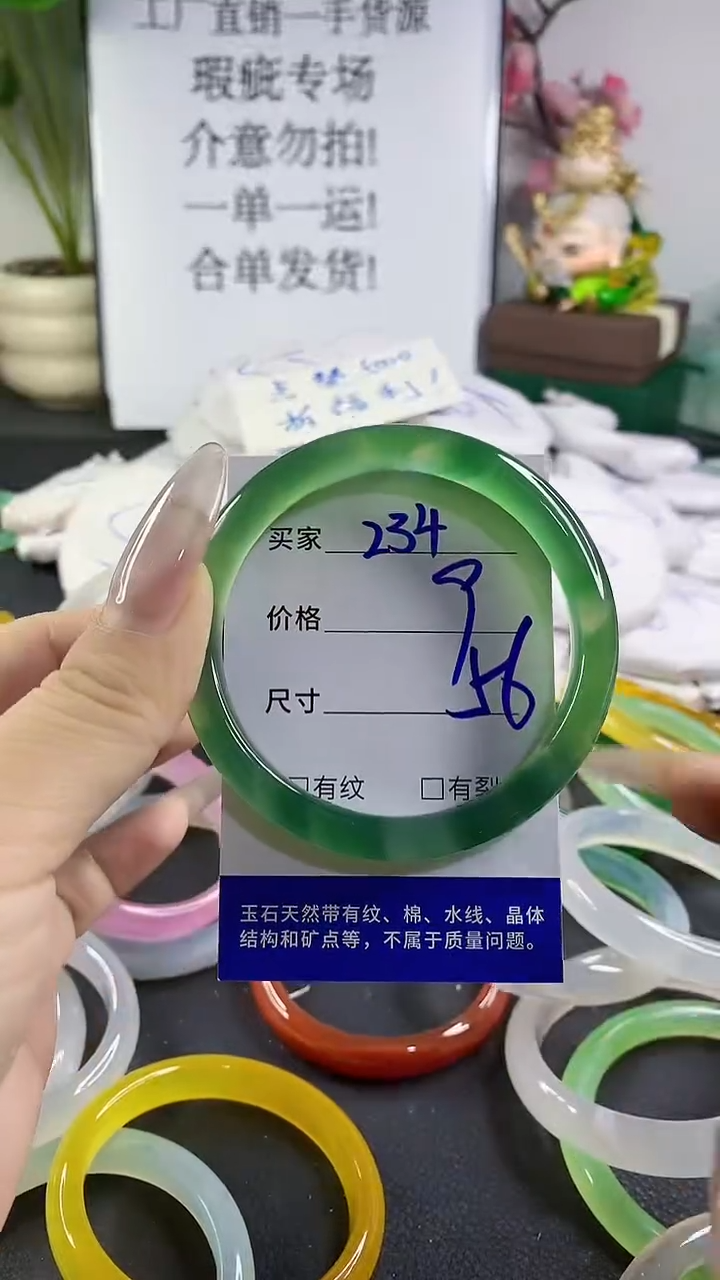 工厂直销一手货源
瑕疵专场
介意勿拍!
一单一运!
合单发货!
买家 234
价格 9
尺寸 56
□有纹 □有裂
玉石天然带有纹、棉、水线、晶体
结构和矿点等，不属于质量问题。